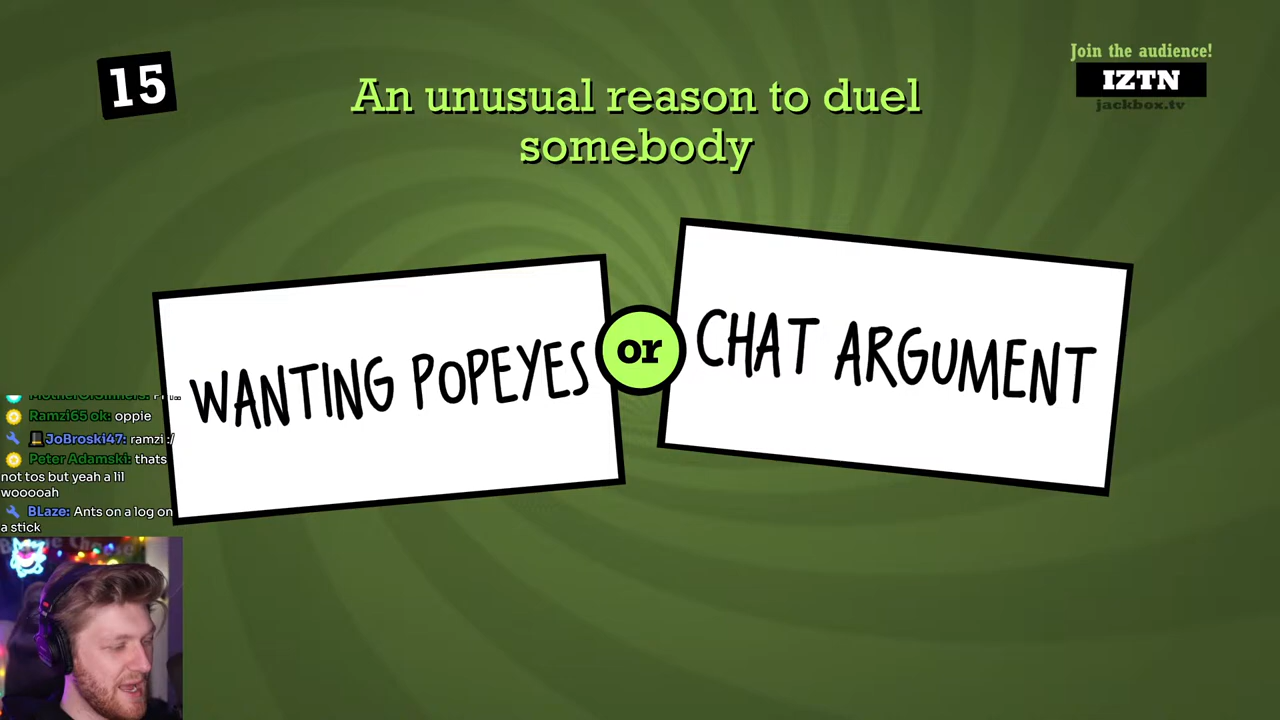 15
An unusual reason to duel
somebody
Join the audience!
IZTN
jackbox.tv
WANTING POPEYES
or
CHAT ARGUMENT
Ramzi65 ok: oppie
JoBroski47: ramzi :/
Peter Adamski: thats
not tos but yeah a lil
wooooah
BLaze: Ants on a log on
a stick